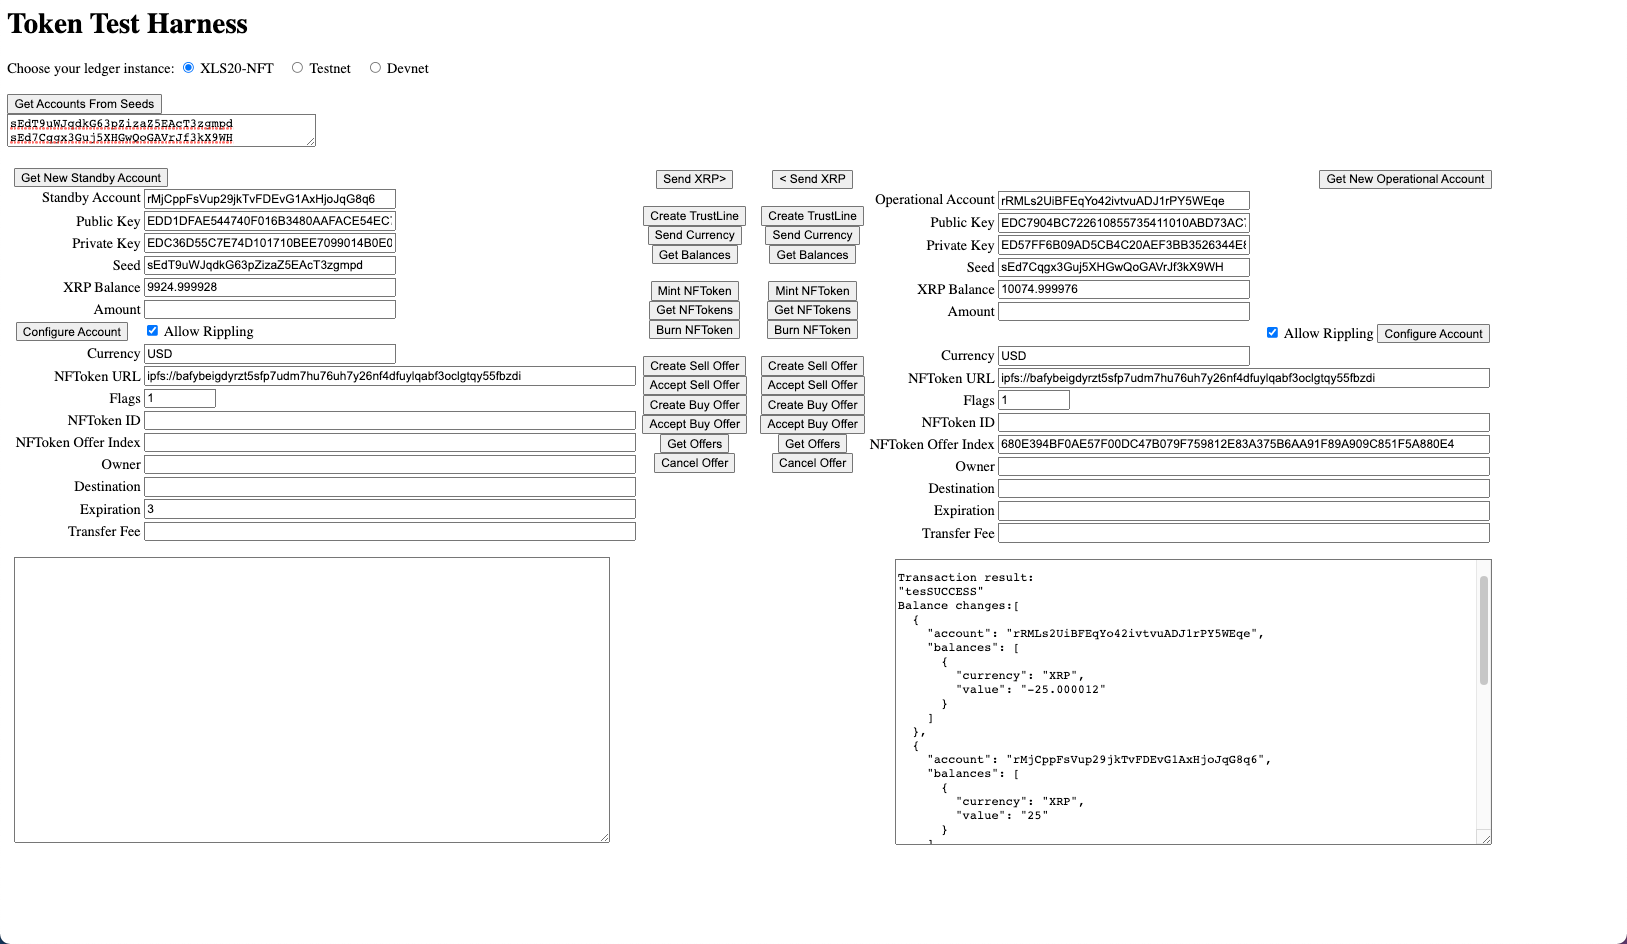 Token Test Harness
Choose your ledger instance: XLS20-NFT Testnet Devnet
Get Accounts From Seeds
sEdT9uWJqdkG63pZizaZ5EAcT3zgmpd
sEd7Cqgx3Guj5XHGwQoGAVrJf3kX9WH
Get New Standby Account
Standby Account rMjCppFsVup29jkTvFDEvG1AxHjoJqG8q6
Public Key EDD1DFAE544740F016B3480AAFACE54EC
Private Key EDC36D55C7E74D101710BEE7099014B0E0
Seed sEdT9uWJqdkG63pZizaZ5EAcT3zgmpd
XRP Balance 9924.999928
Amount
Configure Account Allow Rippling
Currency USD
NFToken URL ipfs://bafybeigdyrzt5sfp7udm7hu76uh7y26nf4dfuylqabf3oclgtqy55fbzdi
Flags 1
NFToken ID
NFToken Offer Index
Owner
Destination
Expiration 3
Transfer Fee
Send XRP> < Send XRP
Create TrustLine Create TrustLine
Send Currency Send Currency
Get Balances Get Balances
Mint NFToken Mint NFToken
Get NFTokens Get NFTokens
Burn NFToken Burn NFToken
Create Sell Offer Create Sell Offer
Accept Sell Offer Accept Sell Offer
Create Buy Offer Create Buy Offer
Accept Buy Offer Accept Buy Offer
Get Offers Get Offers
Cancel Offer Cancel Offer
Get New Operational Account
Operational Account rRMLs2UiBFEqYo42ivtvuADJ1rPY5WEqe
Public Key EDC7904BC722610855735411010ABD73AC
Private Key ED57FF6B09AD5CB4C20AEF3BB3526344E
Seed sEd7Cqgx3Guj5XHGwQoGAVrJf3kX9WH
XRP Balance 10074.999976
Amount
Allow Rippling Configure Account
Currency USD
NFToken URL ipfs://bafybeigdyrzt5sfp7udm7hu76uh7y26nf4dfuylqabf3oclgtqy55fbzdi
Flags 1
NFToken ID
NFToken Offer Index 680E394BF0AE57F00DC47B079F759812E83A375B6AA91F89A909C851F5A880E4
Owner
Destination
Expiration
Transfer Fee
Transaction result:
"tesSUCCESS"
Balance changes:[
{
"account": "rRMLs2UiBFEqYo42ivtvuADJ1rPY5WEqe",
"balances": [
{
"currency": "XRP",
"value": "-25.000012"
}
]
},
{
"account": "rMjCppFsVup29jkTvFDEvG1AxHjoJqG8q6",
"balances": [
{
"currency": "XRP",
"value": "25"
}